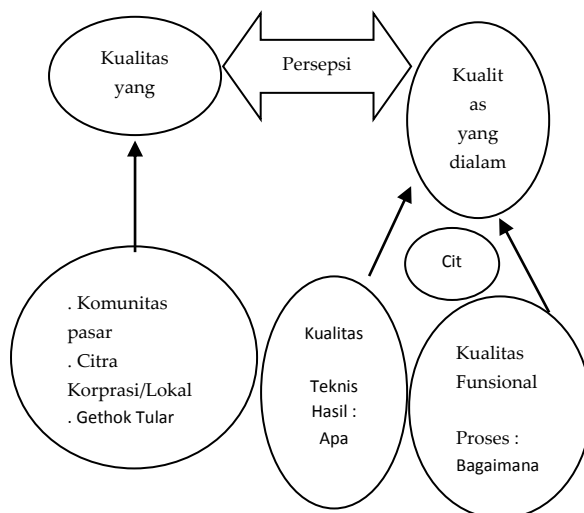 Kualitas
yang
Persepsi
Kualit
as
yang
dialam
Cit
. Komunitas
pasar
. Citra
Korprasi/Lokal
. Gethok Tular
Kualitas
Teknis
Hasil :
Apa
Kualitas
Funsional
Proses :
Bagaimana